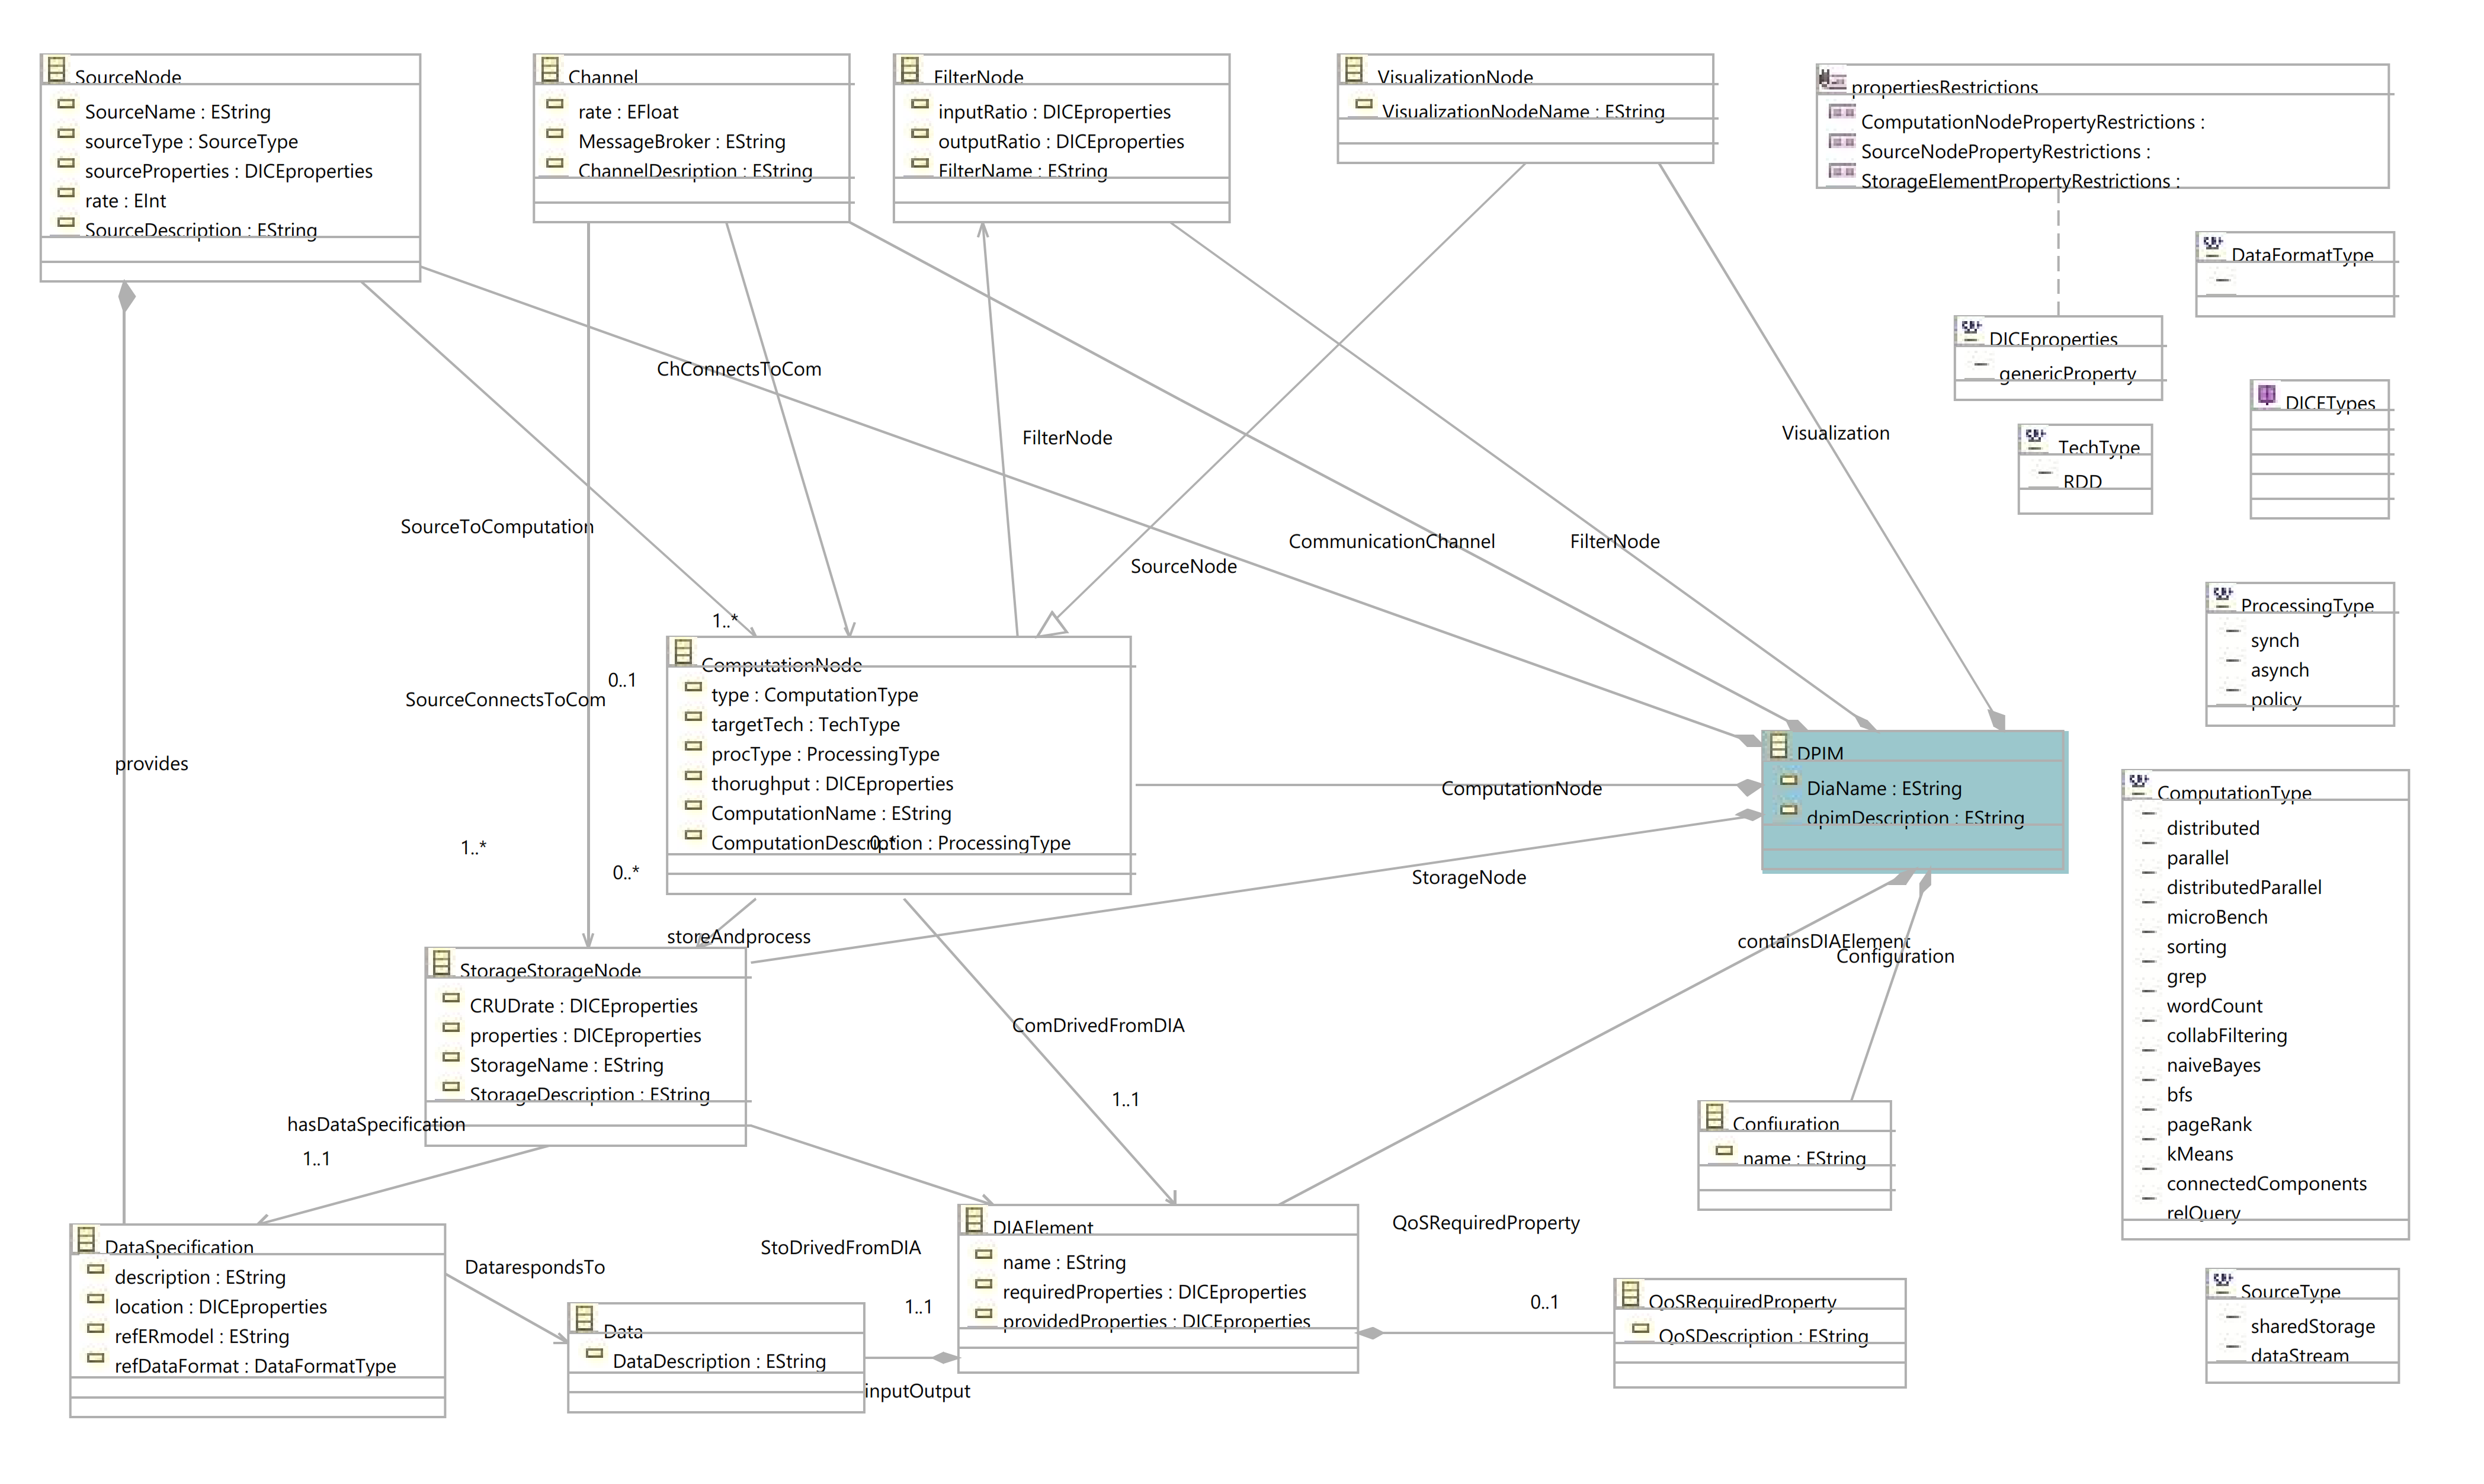 SourceNode
SourceName : EString
sourceType : SourceType
sourceProperties : DICEproperties
rate : EInt
SourceDescription : EString
Channel
rate : EFloat
MessageBroker : EString
ChannelDesription : EString
FilterNode
inputRatio : DICEproperties
outputRatio : DICEproperties
FilterName : EString
VisualizationNode
VisualizationNodeName : EString
propertiesRestrictions
ComputationNodePropertyRestrictions :
SourceNodePropertyRestrictions :
StorageElementPropertyRestrictions :
DataFormatType
DICEproperties
genericProperty
DICETypes
TechType
RDD
ChConnectsToCom
FilterNode
Visualization
SourceToComputation
CommunicationChannel
FilterNode
SourceNode
1..*
0..1
SourceConnectsToCom
ComputationNode
type : ComputationType
targetTech : TechType
procType : ProcessingType
thorughput : DICEproperties
ComputationName : EString
ComputationDescription : ProcessingType
0..*
ProcessingType
synch
asynch
policy
provides
ComputationNode
DPIM
DiaName : EString
dpimDescription : EString
1..*
0..*
StorageNode
ComputationType
distributed
parallel
distributedParallel
microBench
sorting
grep
wordCount
collabFiltering
naiveBayes
bfs
pageRank
kMeans
connectedComponents
relQuery
storeAndprocess
containsDIAElement
Configuration
StorageStorageNode
CRUDrate : DICEproperties
properties : DICEproperties
StorageName : EString
StorageDescription : EString
ComDrivedFromDIA
1..1
hasDataSpecification
1..1
Confiuration
name : EString
DataSpecification
description : EString
location : DICEproperties
refERmodel : EString
refDataFormat : DataFormatType
DatarespondsTo
StoDrivedFromDIA
1..1
DIAElement
name : EString
requiredProperties : DICEproperties
providedProperties : DICEproperties
QoSRequiredProperty
0..1
QoSRequiredProperty
QoSDescription : EString
Data
DataDescription : EString
inputOutput
SourceType
sharedStorage
dataStream